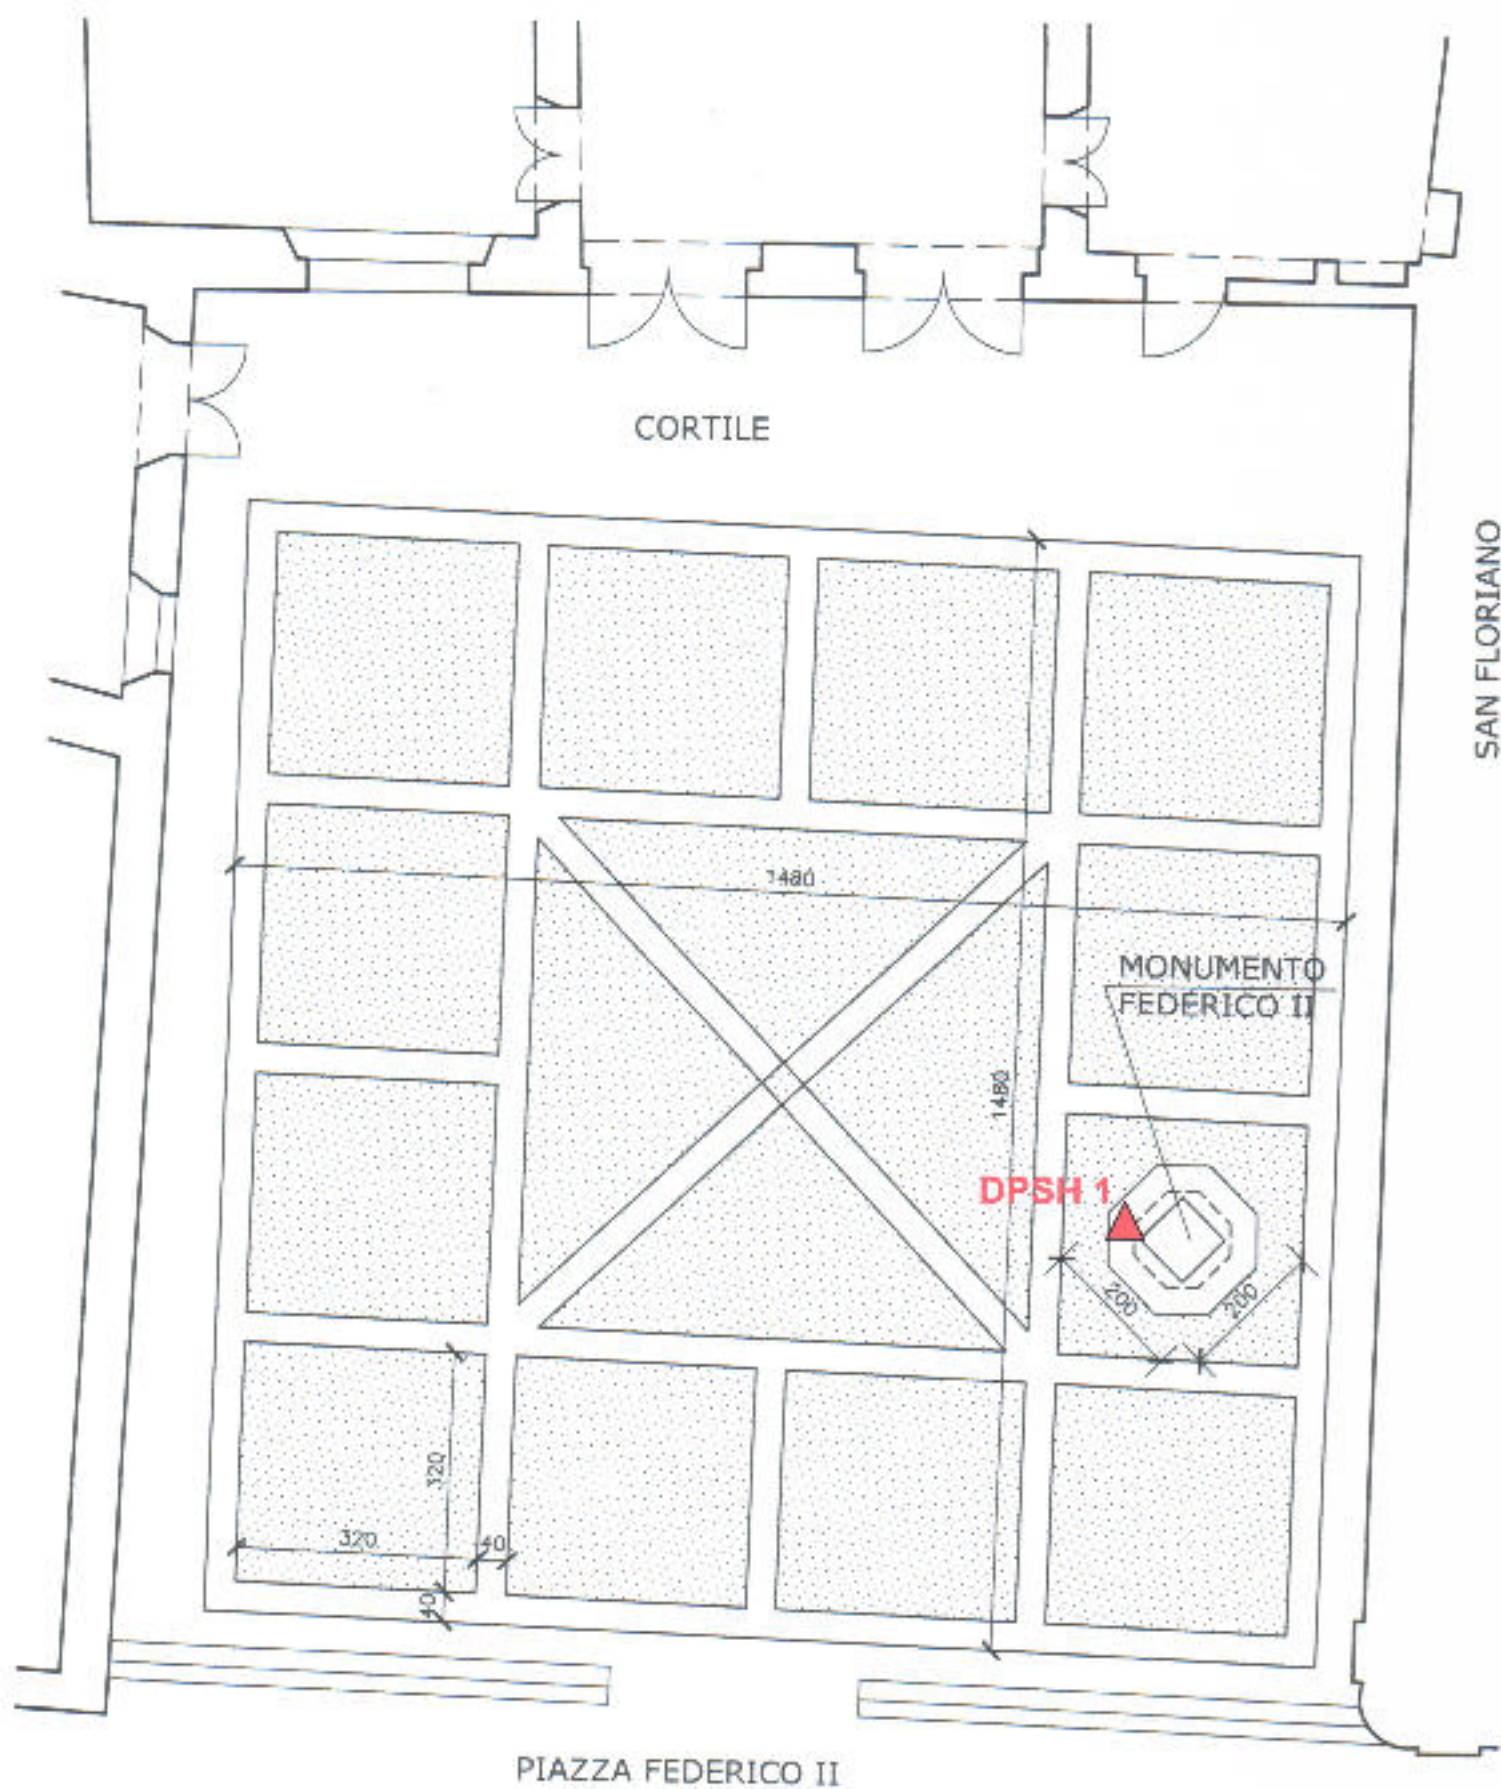 CORTILE
SAN FLORIANO
1480
MONUMENTO
FEDERICO II
1480
DPSH 1
200
200
320
320
40
40
PIAZZA FEDERICO II